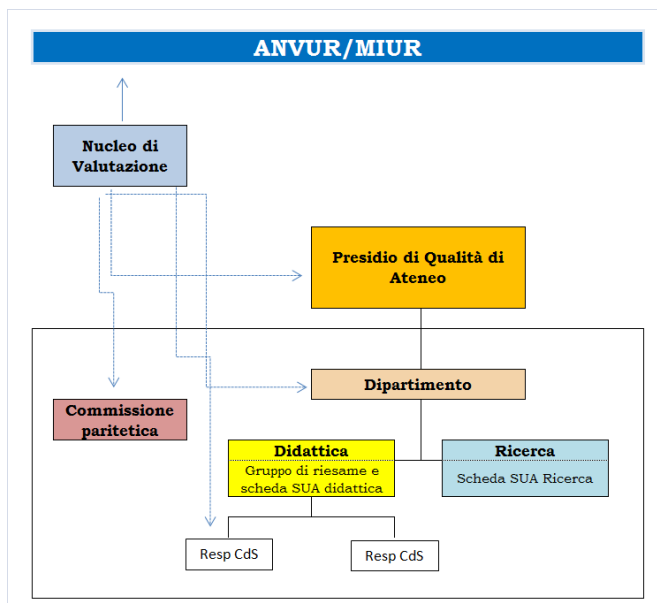 ANVUR/MIUR
Nucleo di
Valutazione
Presidio di Qualità di
Ateneo
Dipartimento
Commissione
paritetica
Didattica
Gruppo di riesame e
scheda SUA didattica
Ricerca
Scheda SUA Ricerca
Resp CdS
Resp CdS